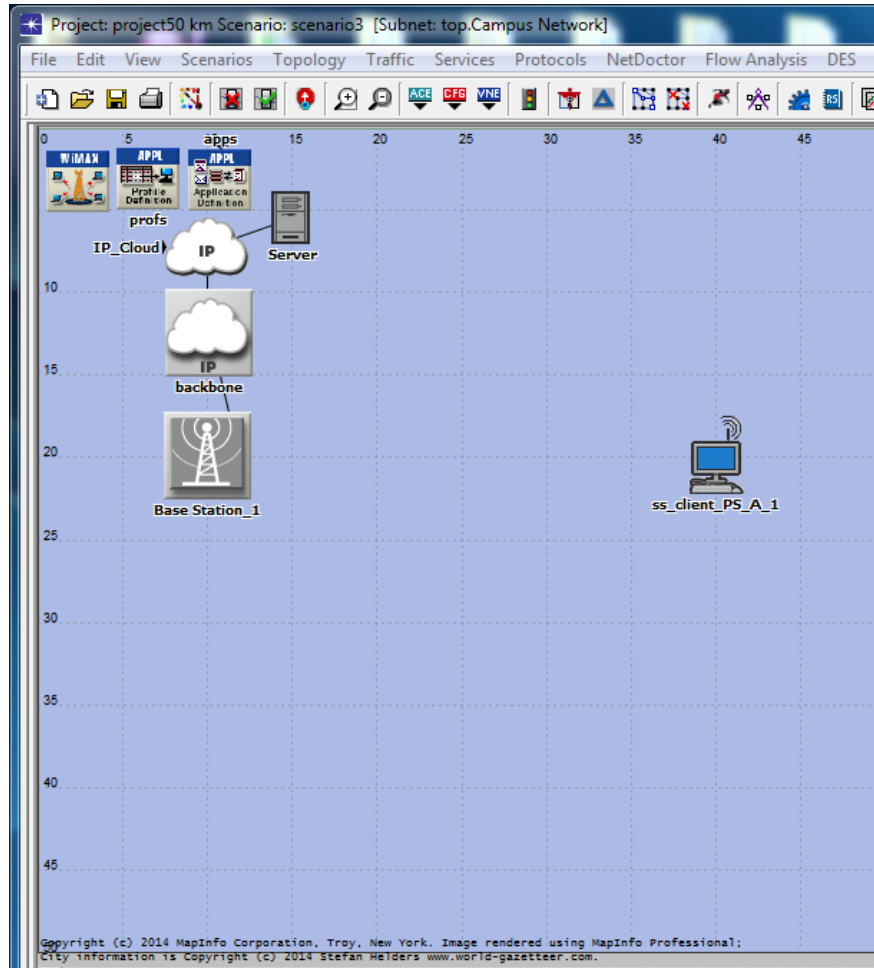 Project: project50 km Scenario: scenario3 [Subnet: top.Campus Network]
File Edit View Scenarios Topology Traffic Services Protocols NetDoctor Flow Analysis DES
ACE CFG VNE RS
0 5 apps 15 20 25 30 35 40 45
WiMAX APPL APPL
Profile Definition
Application Definition
profs
IP_Cloud IP
Server
10
IP
15
backbone
20
ss_client_PS_A_1
Base Station_1
25
30
35
40
45
50
Copyright (c) 2014 MapInfo Corporation, Troy, New York. Image rendered using MapInfo Professional;
City information is Copyright (c) 2014 Stefan Helders www.world-gazetteer.com.